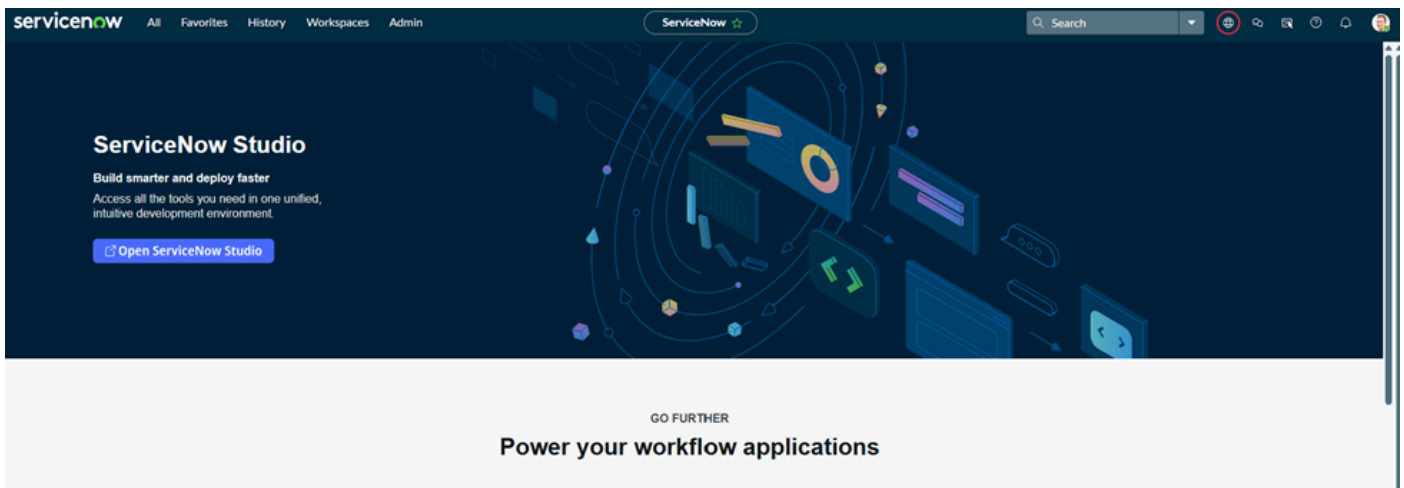 servicenow All Favorites History Workspaces Admin ServiceNow Search
ServiceNow Studio
Build smarter and deploy faster
Access all the tools you need in one unified,
intuitive development environment.
Open ServiceNow Studio
GO FURTHER
Power your workflow applications